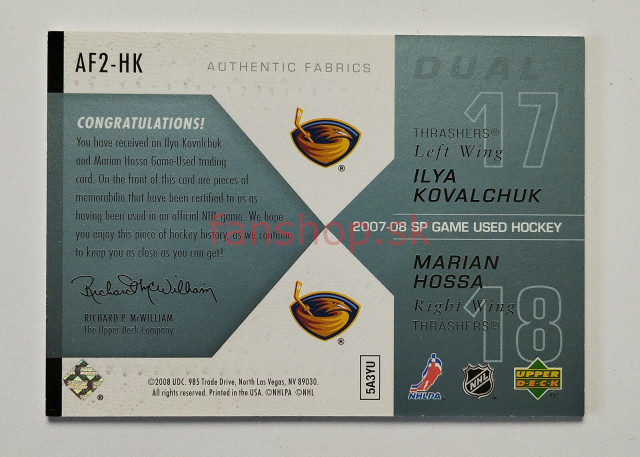 AF2-HK
AUTHENTIC FABRICS
DUAL
CONGRATULATIONS!
You have received an Ilya Kovalchuk
and Marian Hossa Game-Used trading
card. On the front of this card are pieces of
memorabilia that have been certified to us as
having been used in an official NHL game. We hope
you enjoy this piece of hockey history, as we continue
to keep you as close as you can get!
Richard P. McWilliam
RICHARD P. McWILLIAM
The Upper Deck Company
®
®
17
THRASHERS®
Left Wing
ILYA
KOVALCHUK
2007-08 SP GAME USED HOCKEY
fanshop.sk
MARIAN
HOSSA
Right Wing
THRASHERS®
18
®
©2008 UDC. 985 Trade Drive, North Las Vegas, NV 89030.
All rights reserved. Printed in the USA. ©NHLPA ©NHL
5A3YU
NHLPA
NHL
UPPER
DECK